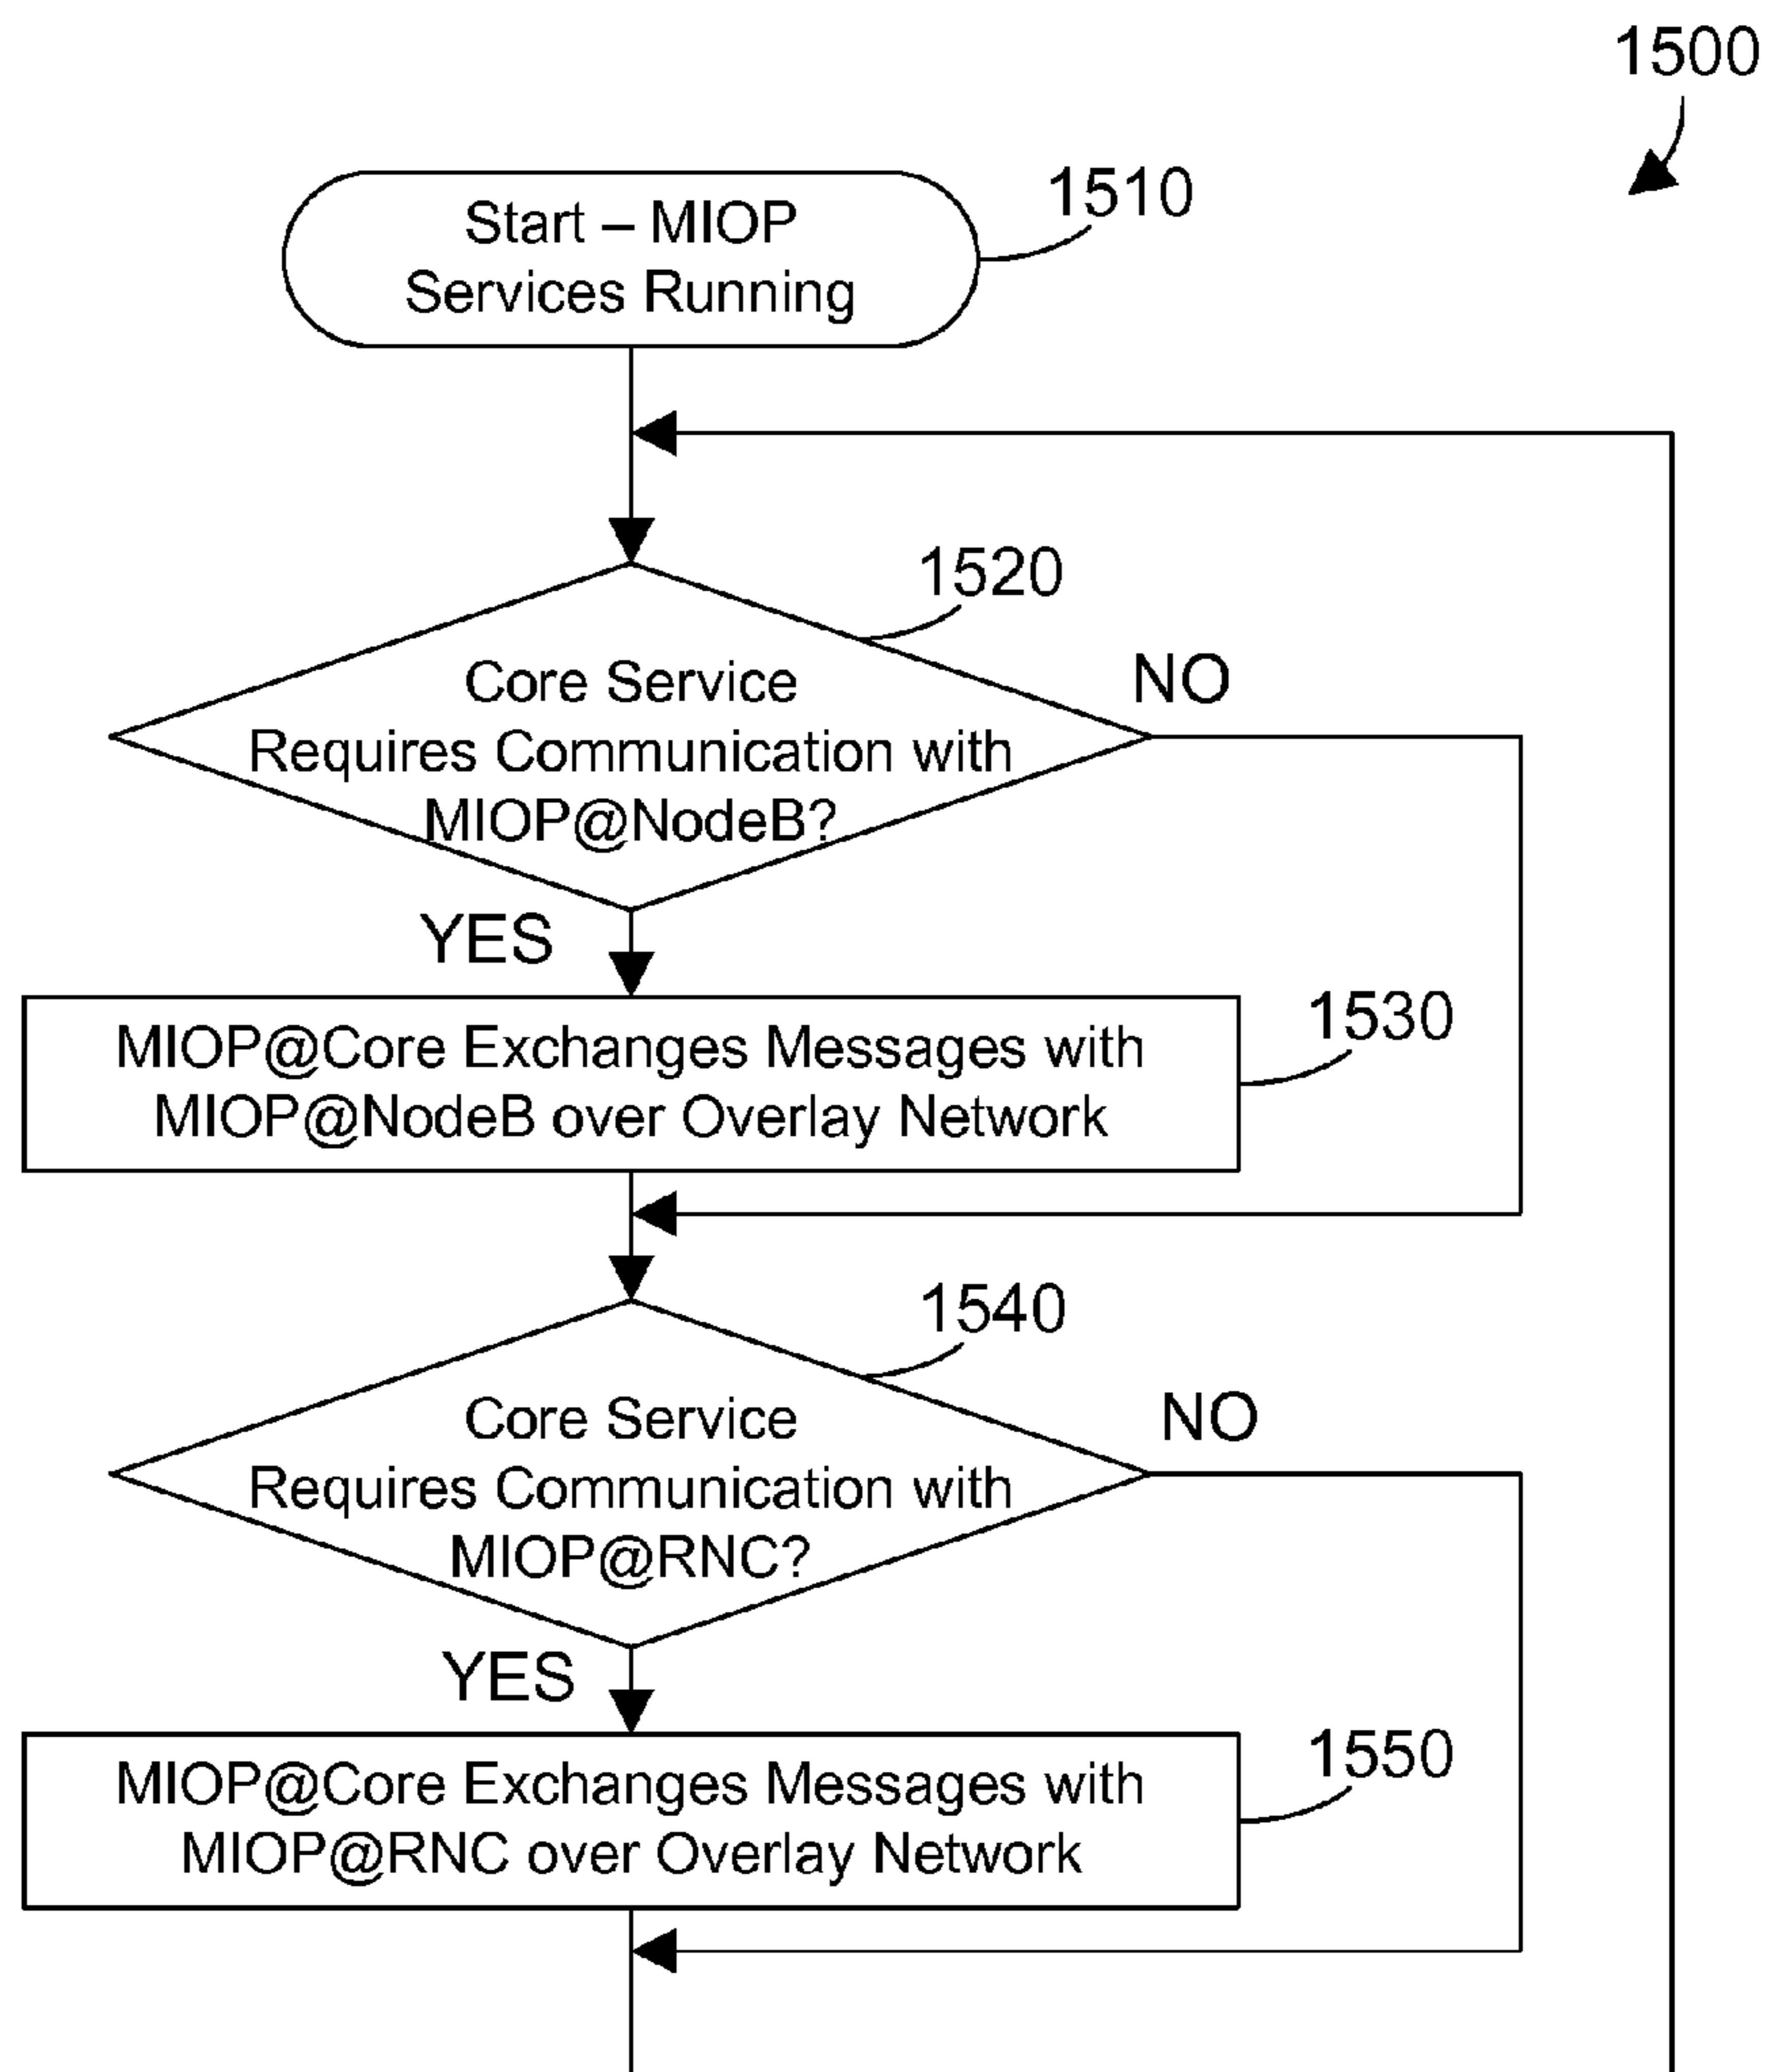 1500
Start – MIOP
Services Running
1510
1520
Core Service
Requires Communication with
MIOP@NodeB?
NO
YES
1530
MIOP@Core Exchanges Messages with
MIOP@NodeB over Overlay Network
1540
Core Service
Requires Communication with
MIOP@RNC?
NO
YES
1550
MIOP@Core Exchanges Messages with
MIOP@RNC over Overlay Network